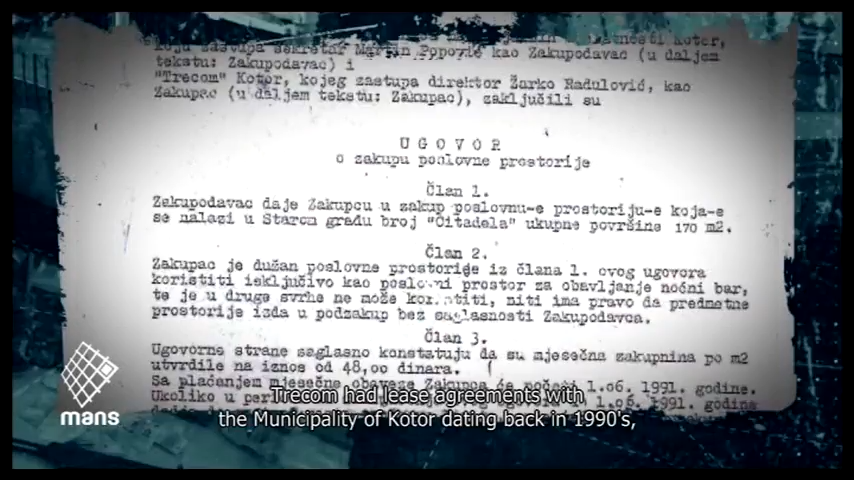 koju zastupa sekretar Martin Popović kao Zakupodavac (u daljem
tekstu: Zakupodavac) i
"Trecom" Kotor, kojeg zastupa direktor Žarko Radulović, kao
Zakupac (u daljem tekstu: Zakupac), zaključili su
U G O V O R
o zakupu poslovne prostorije
Član 1.
Zakupodavac daje Zakupcu u zakup poslovnu-e prostoriju-e koja-e
se nalazi u Starom gradu broj "Citadela" ukupne površine 170 m2.
Član 2.
Zakupac je dužan poslovne prostorije iz člana 1. ovog ugovora
koristiti isključivo kao poslovni prostor za obavljanje noćni bar,
te je u druge svrhe ne može koristiti, niti ima pravo da predmetne
prostorije izda u podzakup bez saglasnosti Zakupodavca.
Član 3.
Ugovorne strane saglasno konstatuju da su mjesečna zakupnina po m2
utvrdile na iznos od 48,00 dinara.
Sa plaćanjem mjesečne obaveze Zakupca će početi 1.06. 1991. godine.
Ukoliko u 1.06. 1991. godine
mans
Trecom had lease agreements with
the Municipality of Kotor dating back in 1990's,